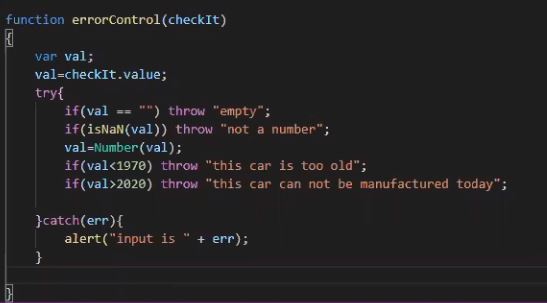 function errorControl(checkIt)
{
var val;
val=checkIt.value;
try{
if(val == "") throw "empty";
if(isNaN(val)) throw "not a number";
val=Number(val);
if(val<1970) throw "this car is too old";
if(val>2020) throw "this car can not be manufactured today";
}catch(err){
alert("input is " + err);
}
}